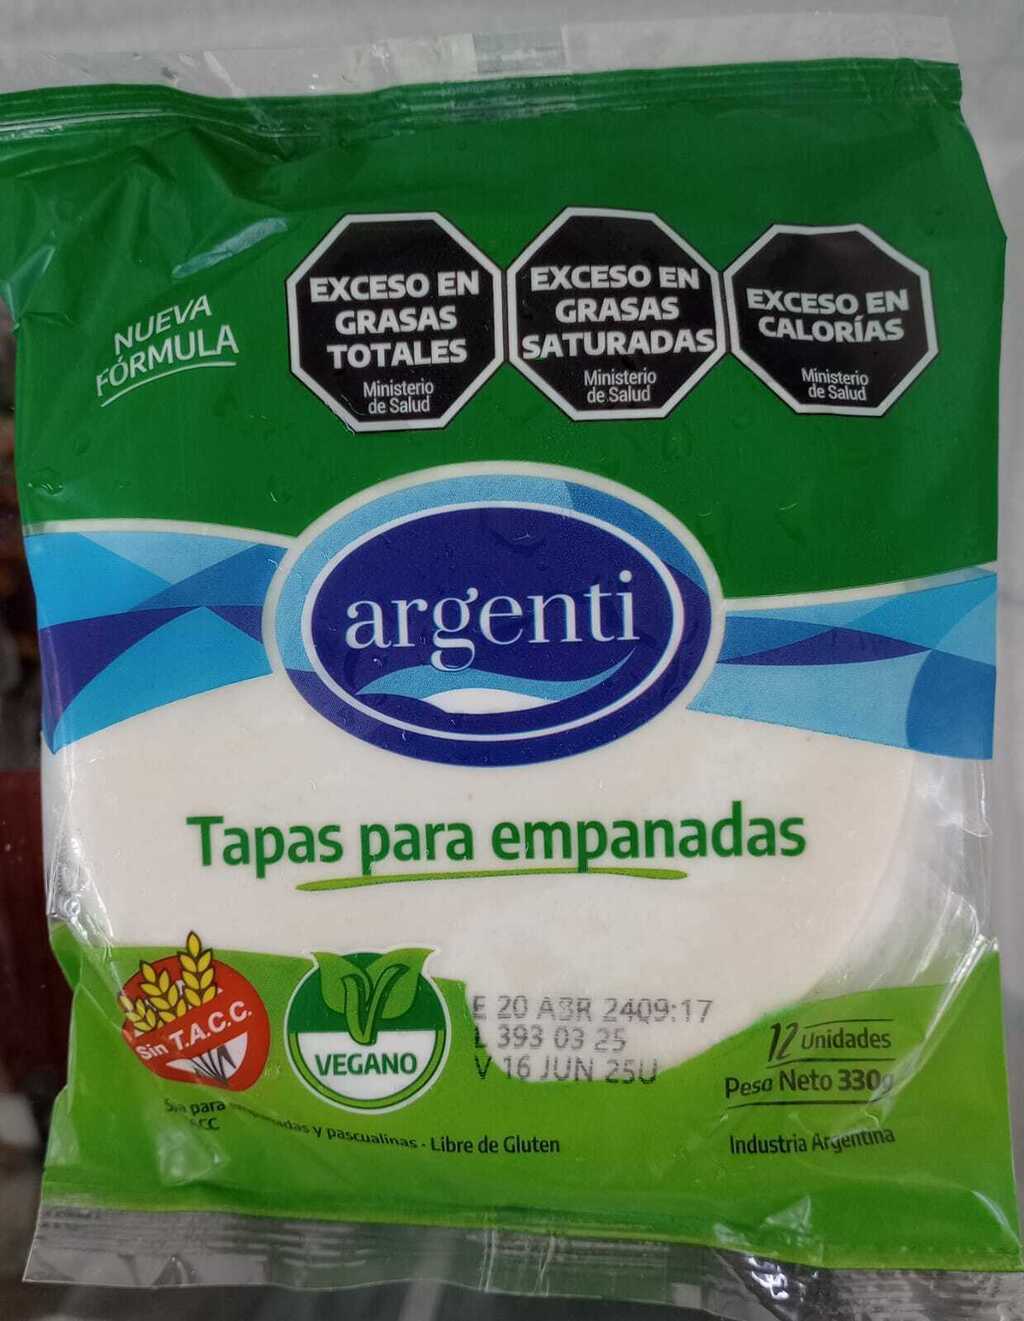 NUEVA
FÓRMULA
EXCESO EN
GRASAS
TOTALES
Ministerio
de Salud
EXCESO EN
GRASAS
SATURADAS
Ministerio
de Salud
EXCESO EN
CALORÍAS
Ministerio
de Salud
argenti
Tapas para empanadas
Sin T.A.C.C.
VEGANO
E 20 ABR 2409:17
L 393 03 25
V 16 JUN 25U
12 Unidades
Peso Neto 330g
para y pascualinas - Libre de Gluten
Industria Argentina